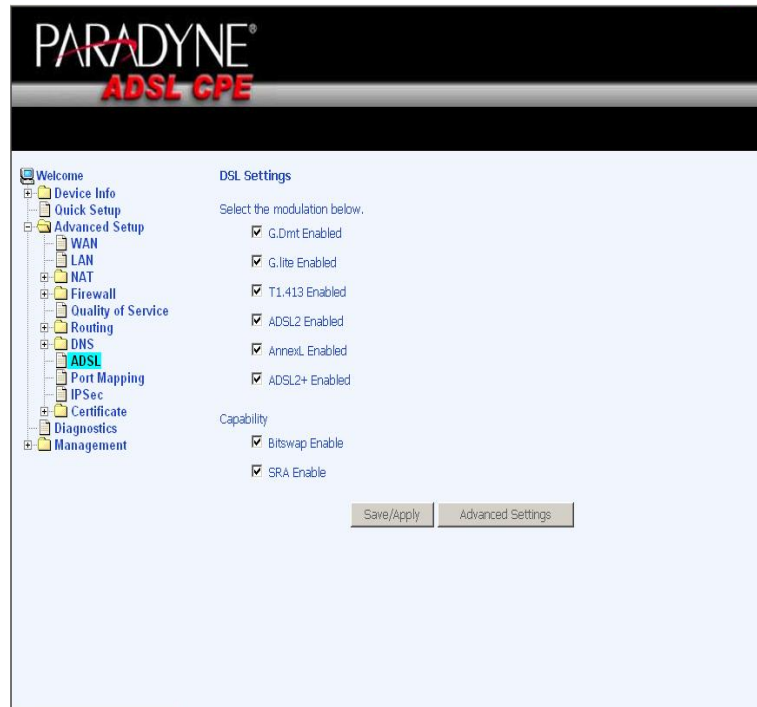 PARADYNE®
ADSL CPE
Welcome
Device Info
Quick Setup
Advanced Setup
WAN
LAN
NAT
Firewall
Quality of Service
Routing
DNS
ADSL
Port Mapping
IPSec
Certificate
Diagnostics
Management
DSL Settings
Select the modulation below.
G.Dmt Enabled
G.lite Enabled
T1.413 Enabled
ADSL2 Enabled
AnnexL Enabled
ADSL2+ Enabled
Capability
Bitswap Enable
SRA Enable
Save/Apply Advanced Settings